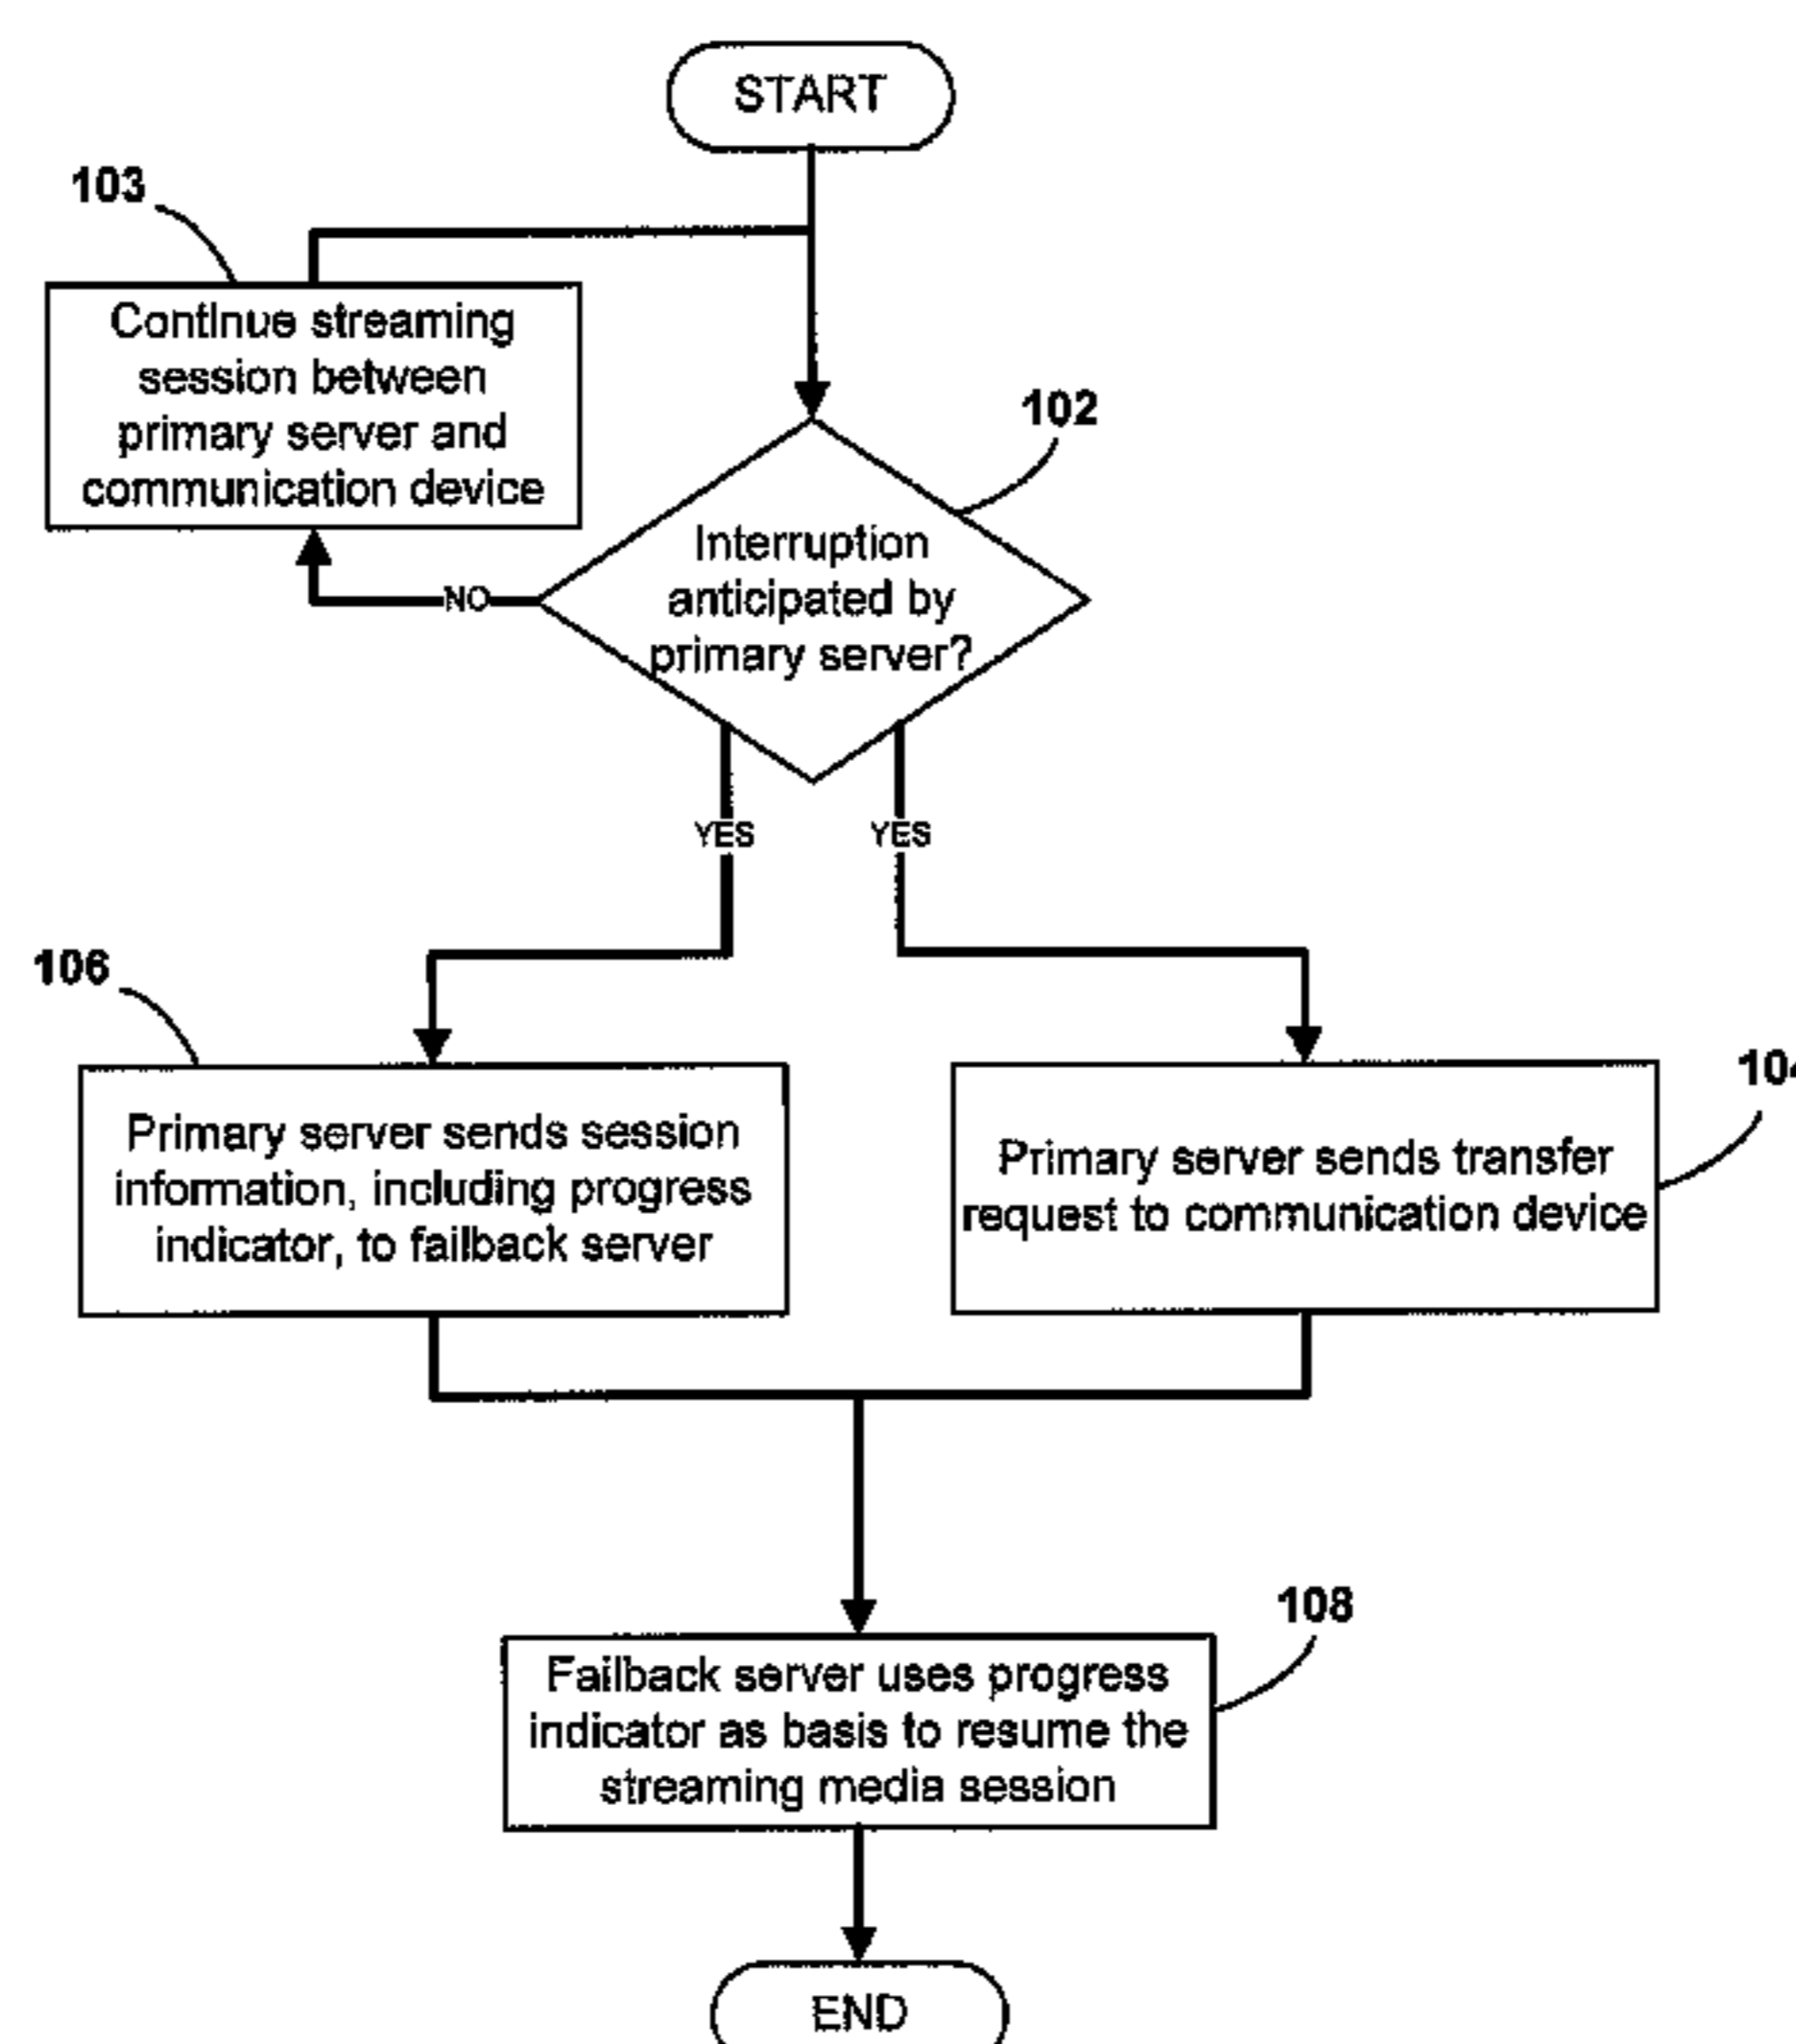 START
103
Continue streaming
session between
primary server and
communication device
102
Interruption
anticipated by
primary server?
NO
YES
YES
106
Primary server sends session
information, including progress
indicator, to failback server
Primary server sends transfer
request to communication device
108
Failback server uses progress
indicator as basis to resume the
streaming media session
END